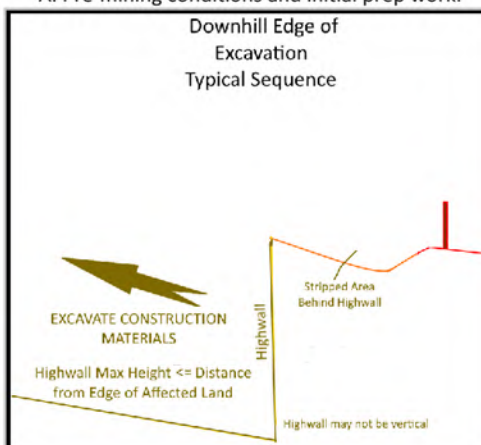 A. Pre-mining conditions and initial prep work.
Downhill Edge of
Excavation
Typical Sequence
Stripped Area
Behind Highwall
EXCAVATE CONSTRUCTION
MATERIALS
Highwall
Highwall Max Height <= Distance
from Edge of Affected Land
Highwall may not be vertical